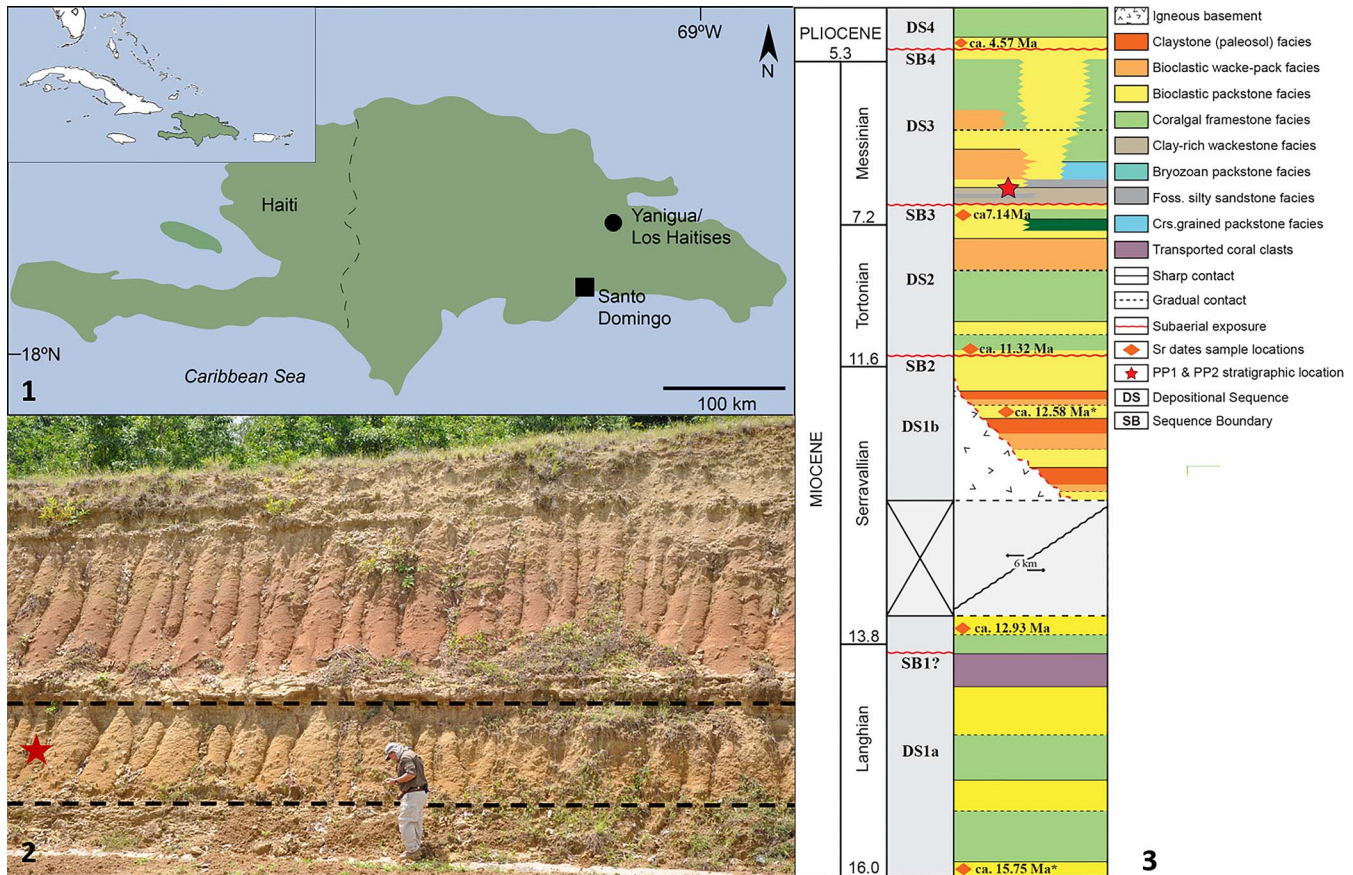 69ºW
N
Haiti
Yanigua/
Los Haitises
Santo
Domingo
18ºN
Caribbean Sea
100 km
1
2
PLIOCENE
5.3
MIOCENE
Messinian
7.2
Tortonian
11.6
Serravallian
13.8
Langhian
16.0
DS4
SB4
DS3
SB3
DS2
SB2
DS1b
SB1?
DS1a
ca. 4.57 Ma
ca7.14Ma
ca. 11.32 Ma
ca. 12.58 Ma*
6 km
ca. 12.93 Ma
ca. 15.75 Ma*
Igneous basement
Claystone (paleosol) facies
Bioclastic wacke-pack facies
Bioclastic packstone facies
Coralgal framestone facies
Clay-rich wackestone facies
Bryozoan packstone facies
Foss. silty sandstone facies
Crs.grained packstone facies
Transported coral clasts
Sharp contact
Gradual contact
Subaerial exposure
Sr dates sample locations
PP1 & PP2 stratigraphic location
DS Depositional Sequence
SB Sequence Boundary
3